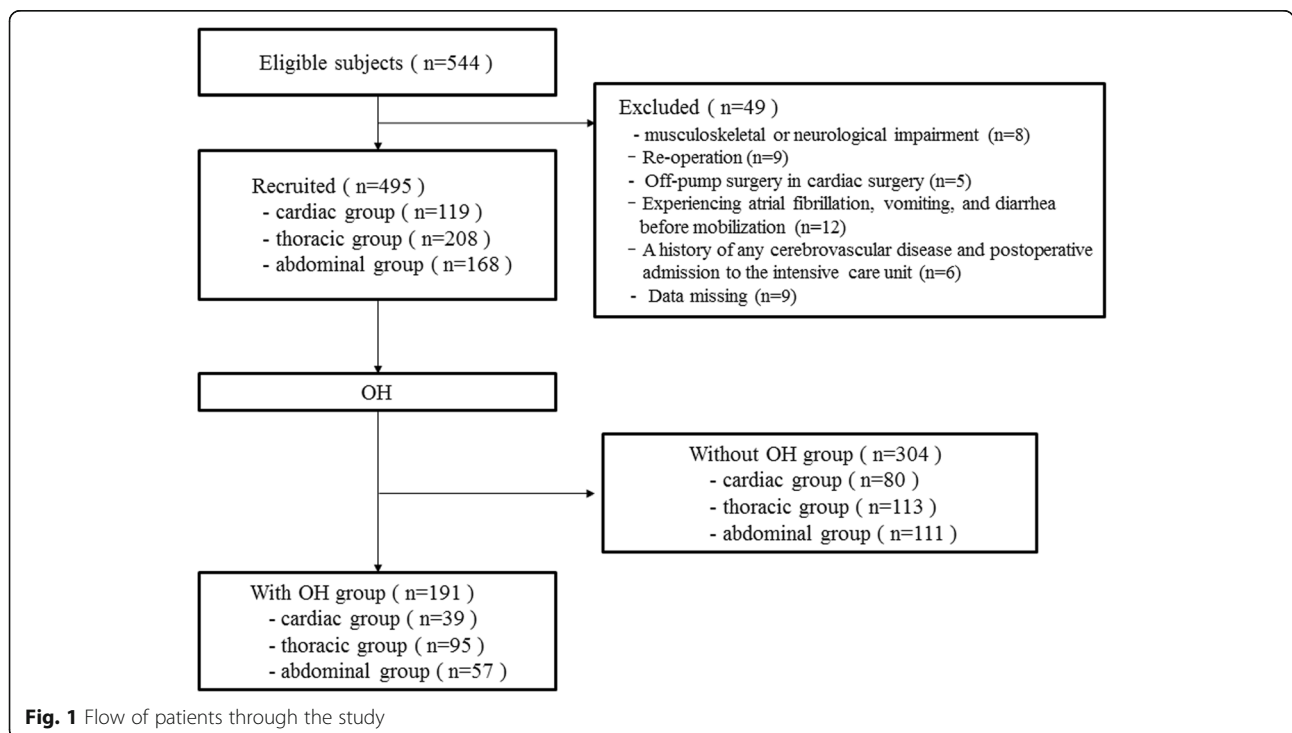 Eligible subjects ( n=544 )
Excluded ( n=49 )
- musculoskeletal or neurological impairment (n=8)
- Re-operation (n=9)
- Off-pump surgery in cardiac surgery (n=5)
- Experiencing atrial fibrillation, vomiting, and diarrhea
before mobilization (n=12)
- A history of any cerebrovascular disease and postoperative
admission to the intensive care unit (n=6)
- Data missing (n=9)
Recruited ( n=495 )
- cardiac group ( n=119 )
- thoracic group ( n=208 )
- abdominal group ( n=168 )
OH
Without OH group ( n=304 )
- cardiac group ( n=80 )
- thoracic group ( n=113 )
- abdominal group ( n=111 )
With OH group ( n=191 )
- cardiac group ( n=39 )
- thoracic group ( n=95 )
- abdominal group ( n=57 )
Fig. 1 Flow of patients through the study